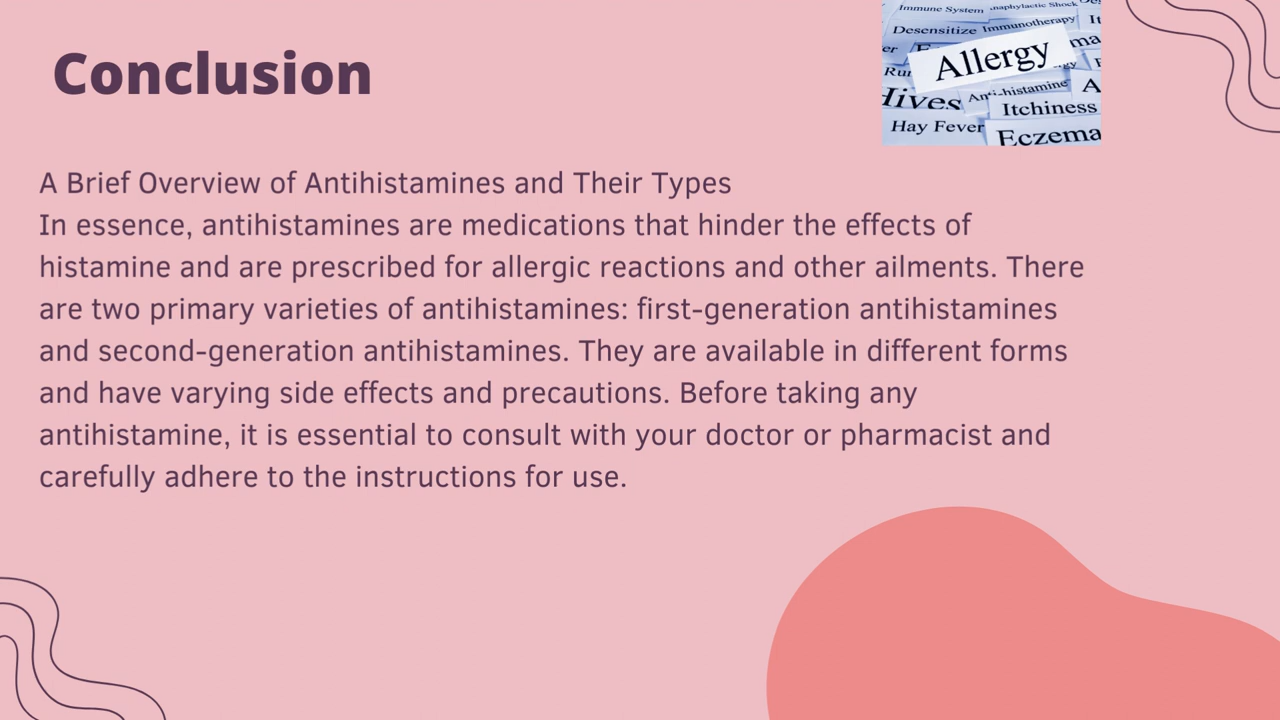 Conclusion
Immune System
Anaphylactic Shock
Desensitize
Immunotherapy
Allergy
Hives
Anti-histamine
Itchiness
Hay Fever
Eczema
A Brief Overview of Antihistamines and Their Types
In essence, antihistamines are medications that hinder the effects of
histamine and are prescribed for allergic reactions and other ailments. There
are two primary varieties of antihistamines: first-generation antihistamines
and second-generation antihistamines. They are available in different forms
and have varying side effects and precautions. Before taking any
antihistamine, it is essential to consult with your doctor or pharmacist and
carefully adhere to the instructions for use.